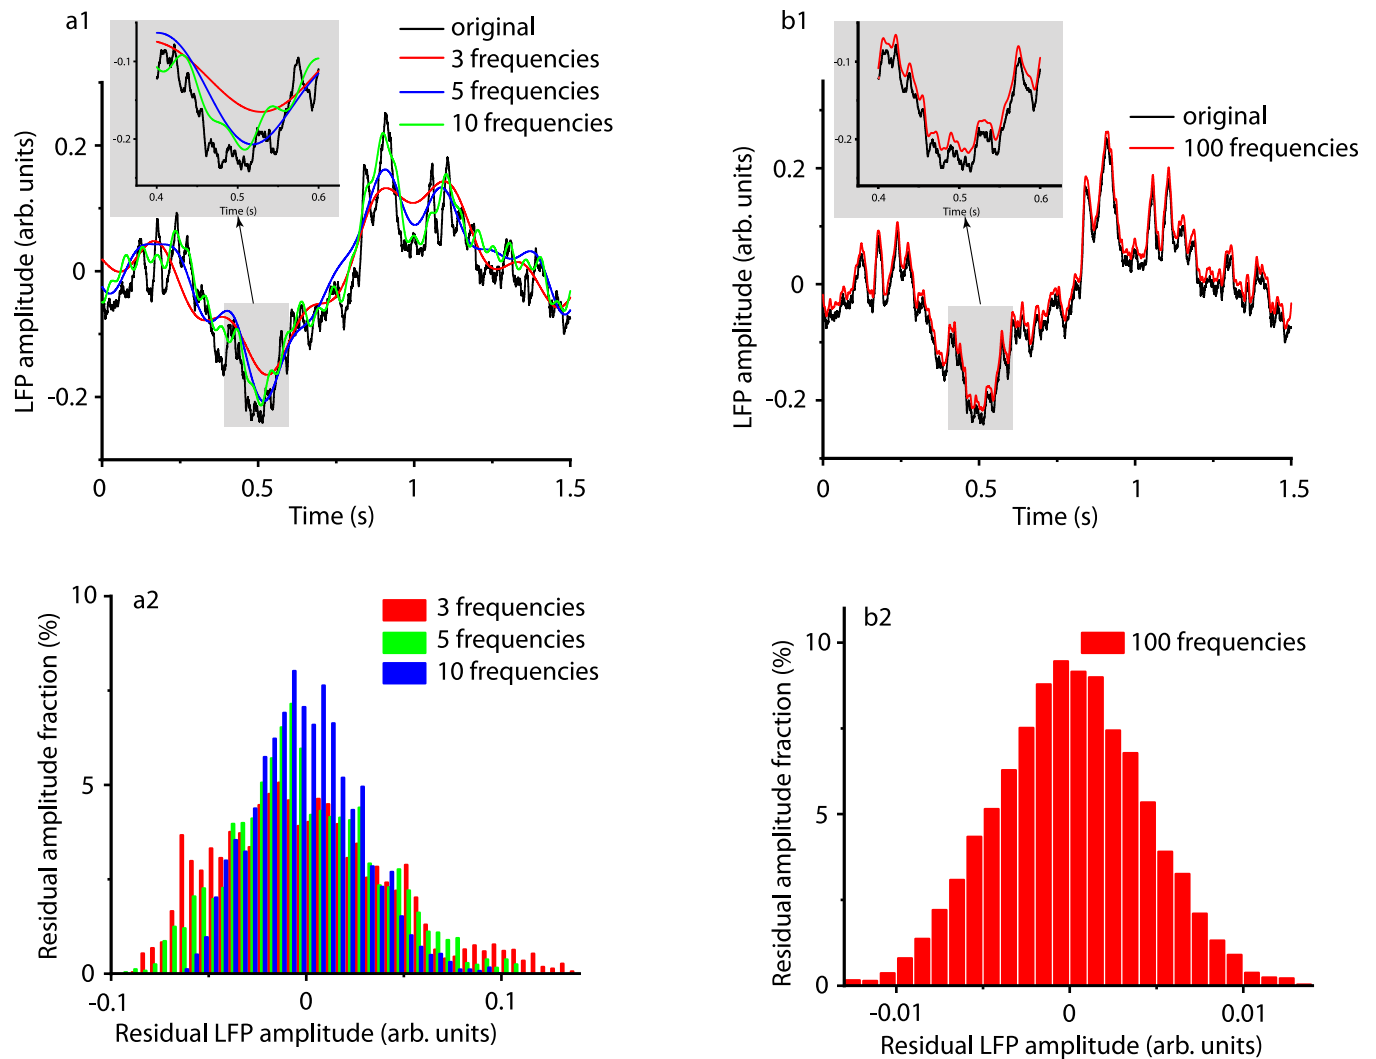 a1
original
3 frequencies
5 frequencies
10 frequencies
-0.1
-0.2
0.4
0.5
0.6
Time (s)
LFP amplitude (arb. units)
0.2
0
-0.2
0
0.5
1
1.5
Time (s)
b1
original
100 frequencies
-0.1
-0.2
0.4
0.5
0.6
Time (s)
LFP amplitude (arb. units)
0.2
0
-0.2
0
0.5
1
1.5
Time (s)
a2
3 frequencies
5 frequencies
10 frequencies
Residual amplitude fraction (%)
10
5
0
-0.1
0
0.1
Residual LFP amplitude (arb. units)
b2
100 frequencies
Residual amplitude fraction (%)
10
5
0
-0.01
0
0.01
Residual LFP amplitude (arb. units)